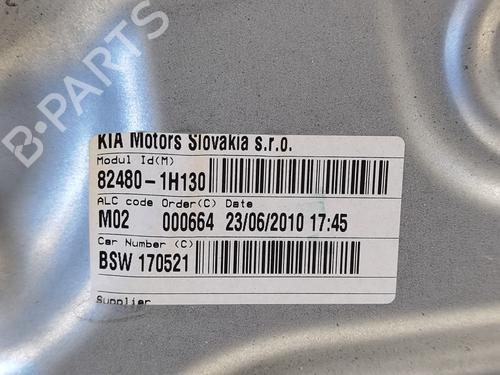 B-PARTS
KIA Motors Slovakia s.r.o.
Modul Id(M)
82480-1H130
ALC code Order(C) Date
M02 000664 23/06/2010 17:45
Car Number (C)
BSW 170521
Supplier